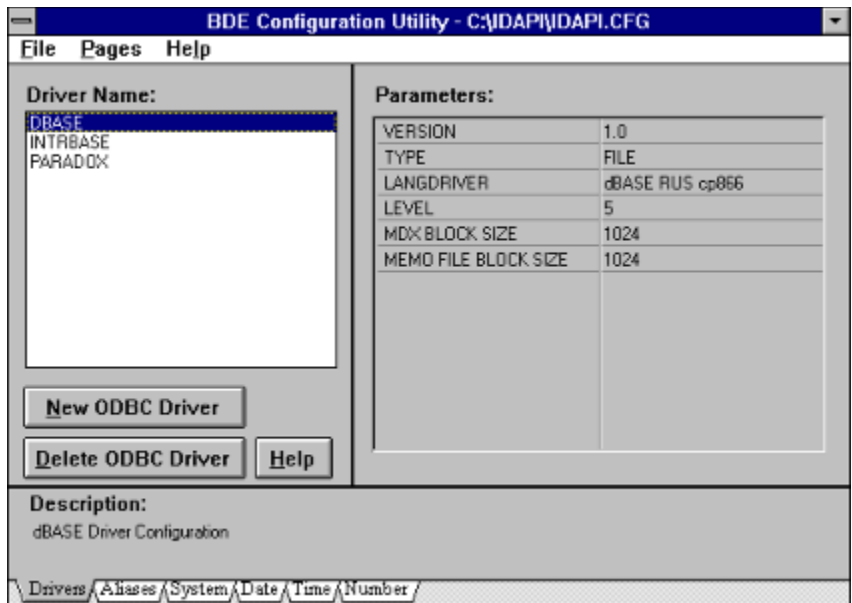 BDE Configuration Utility - C:\IDAPI\IDAPI.CFG
File Pages Help
Driver Name:
DBASE
INTRBASE
PARADOX
New ODBC Driver
Delete ODBC Driver Help
Parameters:
VERSION 1.0
TYPE FILE
LANGDRIVER dBASE RUS cp866
LEVEL 5
MDX BLOCK SIZE 1024
MEMO FILE BLOCK SIZE 1024
Description:
dBASE Driver Configuration
Drivers Aliases System Date Time Number